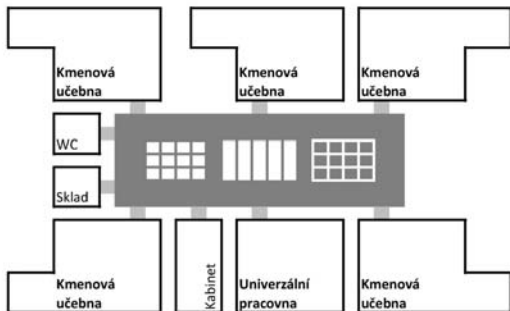 Kmenová
učebna
Kmenová
učebna
Kmenová
učebna
WC
Sklad
Kmenová
učebna
Kabinet
Univerzální
pracovna
Kmenová
učebna